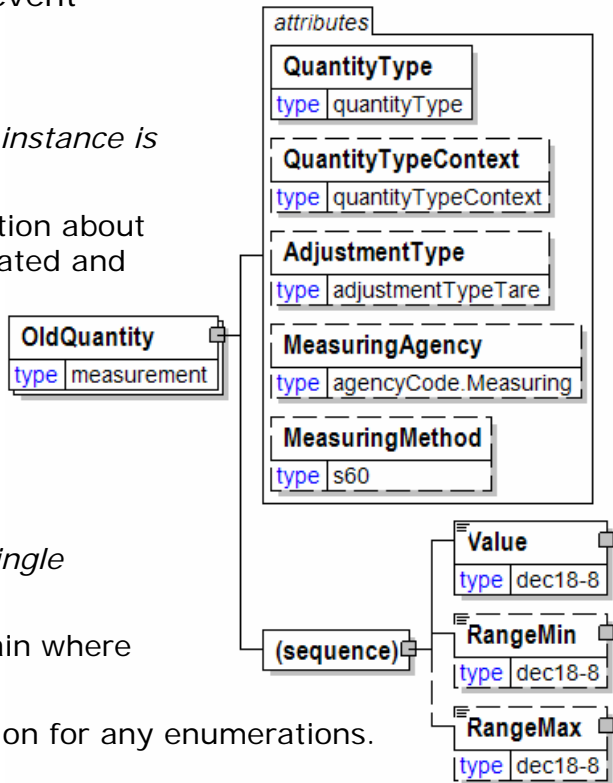 event
instance is
tion about
ated and
ingle
ain where
on for any enumerations.
OldQuantity
type measurement
attributes
QuantityType
type quantityType
QuantityTypeContext
type quantityTypeContext
AdjustmentType
type adjustmentTypeTare
MeasuringAgency
type agencyCode.Measuring
MeasuringMethod
type s60
(sequence)
Value
type dec18-8
RangeMin
type dec18-8
RangeMax
type dec18-8